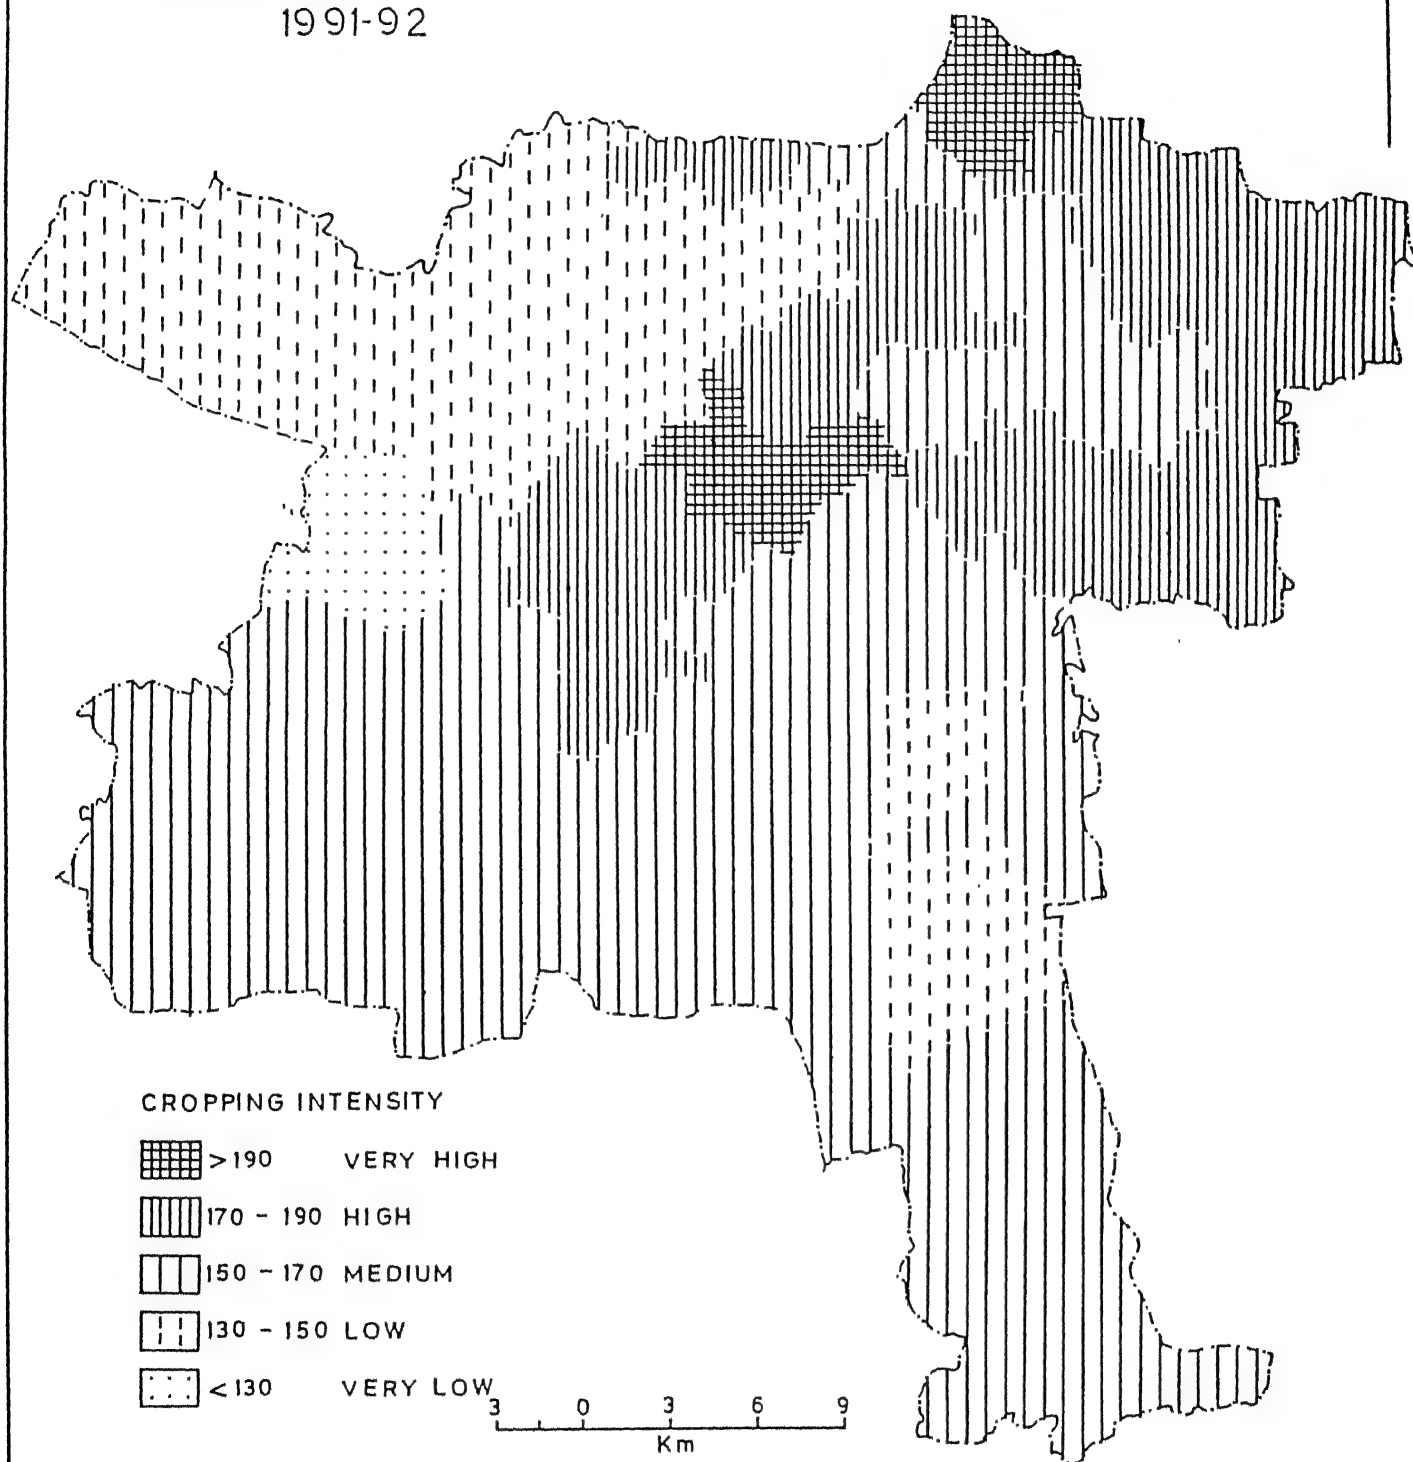 1991-92
CROPPING INTENSITY
>190 VERY HIGH
170 - 190 HIGH
150 - 170 MEDIUM
130 - 150 LOW
<130 VERY LOW
3 0 3 6 9
Km